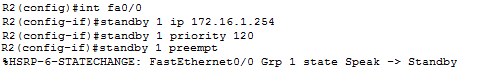 R2(config)#int fa0/0
R2(config-if)#standby 1 ip 172.16.1.254
R2(config-if)#standby 1 priority 120
R2(config-if)#standby 1 preempt
%HSRP-6-STATECHANGE: FastEthernet0/0 Grp 1 state Speak -> Standby